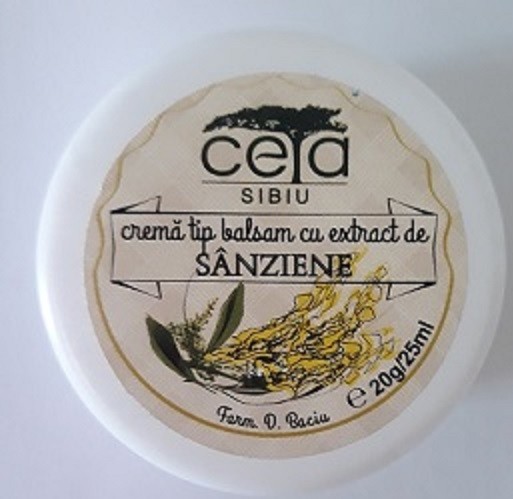 ceta
SIBIU
cremă tip balsam cu extract de
SÂNZIENE
℮ 20g/25ml
Farm. D. Baciu